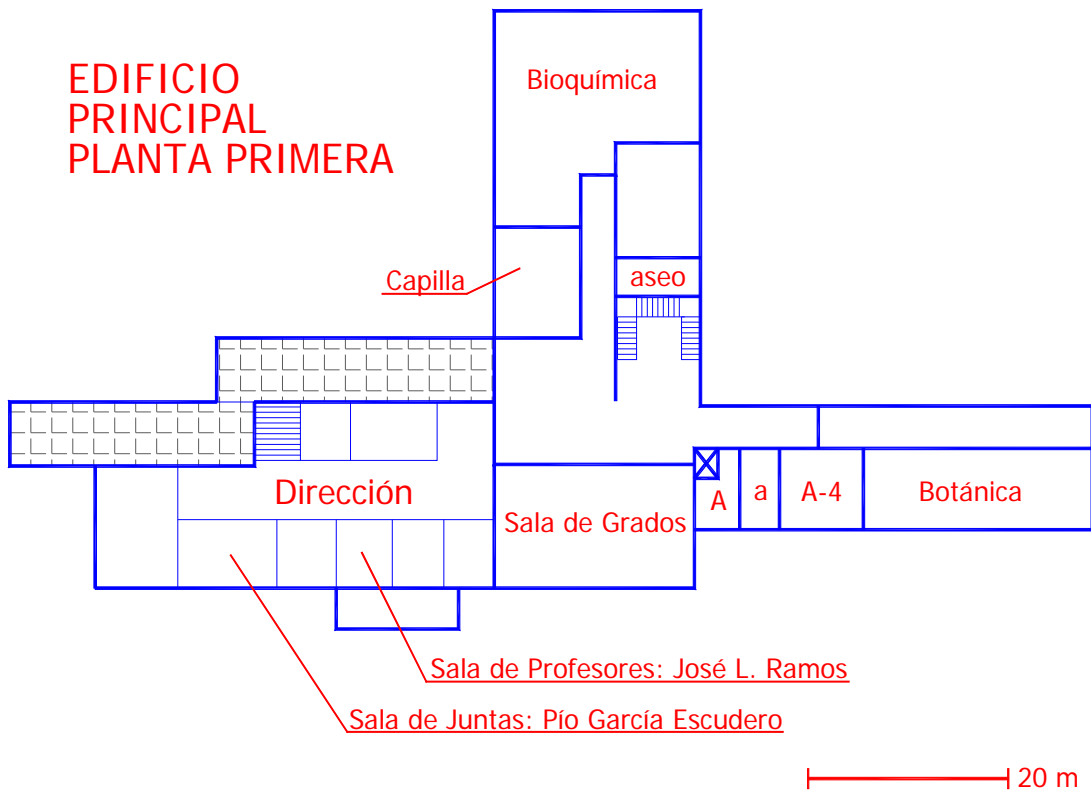 EDIFICIO
PRINCIPAL
PLANTA PRIMERA
Bioquímica
Capilla
aseo
Dirección
Sala de Grados
A
a
A-4
Botánica
Sala de Profesores: José L. Ramos
Sala de Juntas: Pío García Escudero
20 m